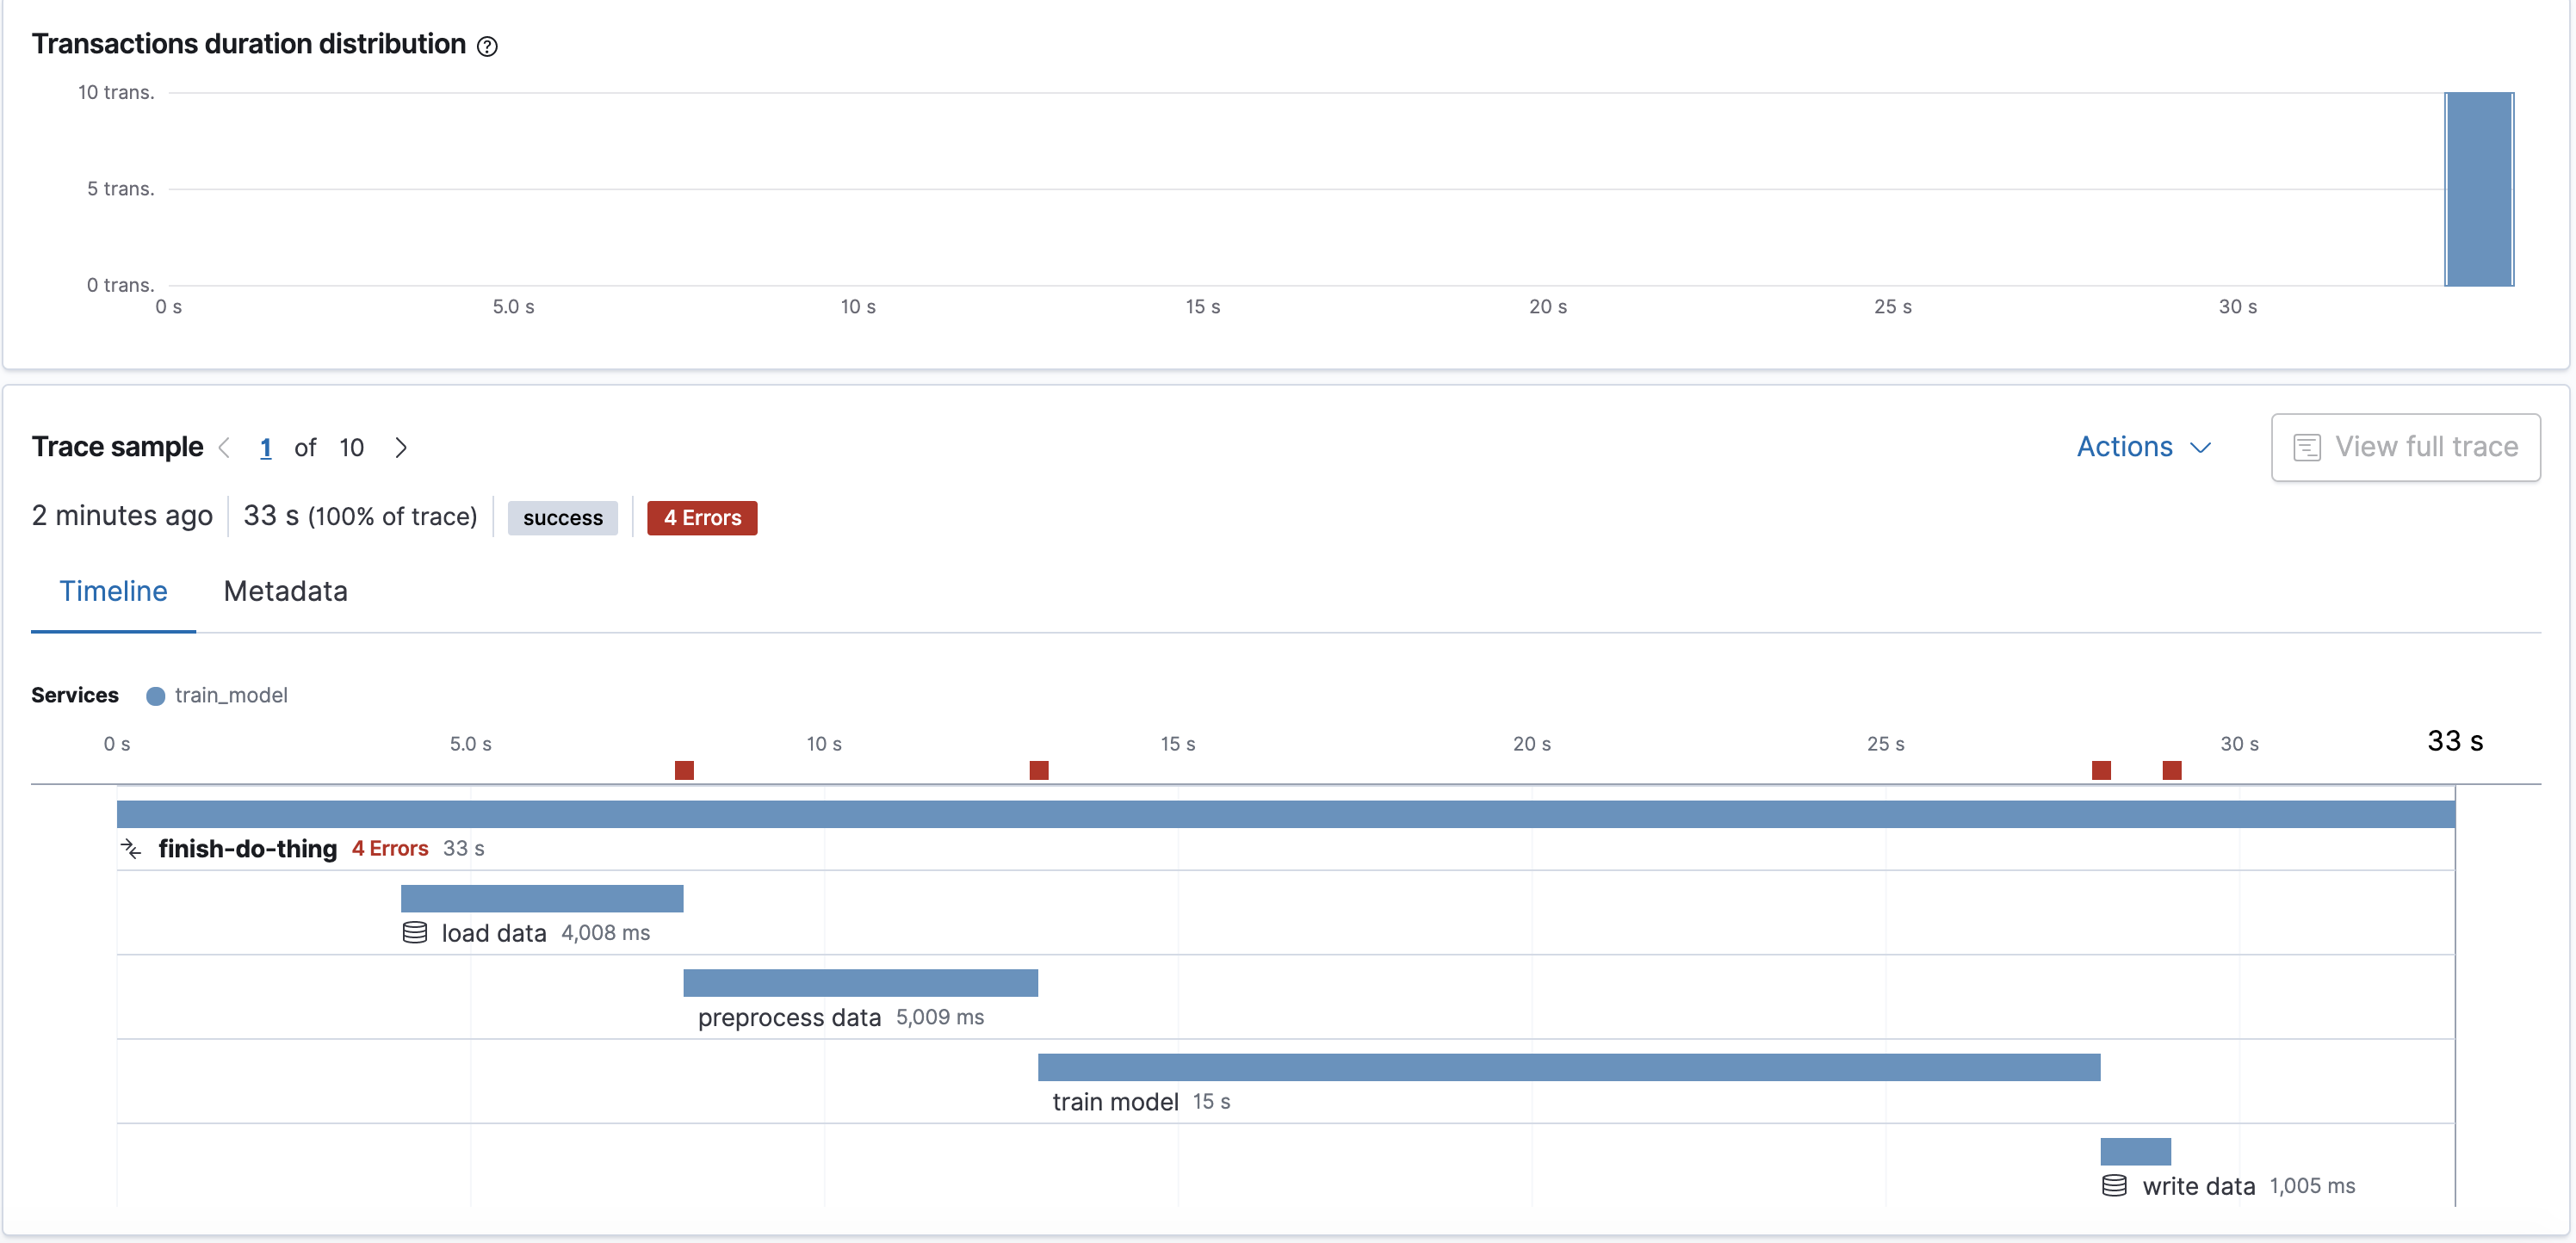 Transactions duration distribution
10 trans.
5 trans.
0 trans.
0 s 5.0 s 10 s 15 s 20 s 25 s 30 s
Trace sample 1 of 10 Actions View full trace
2 minutes ago 33 s (100% of trace) success 4 Errors
Timeline Metadata
Services train_model
0 s 5.0 s 10 s 15 s 20 s 25 s 30 s 33 s
finish-do-thing 4 Errors 33 s
load data 4,008 ms
preprocess data 5,009 ms
train model 15 s
write data 1,005 ms